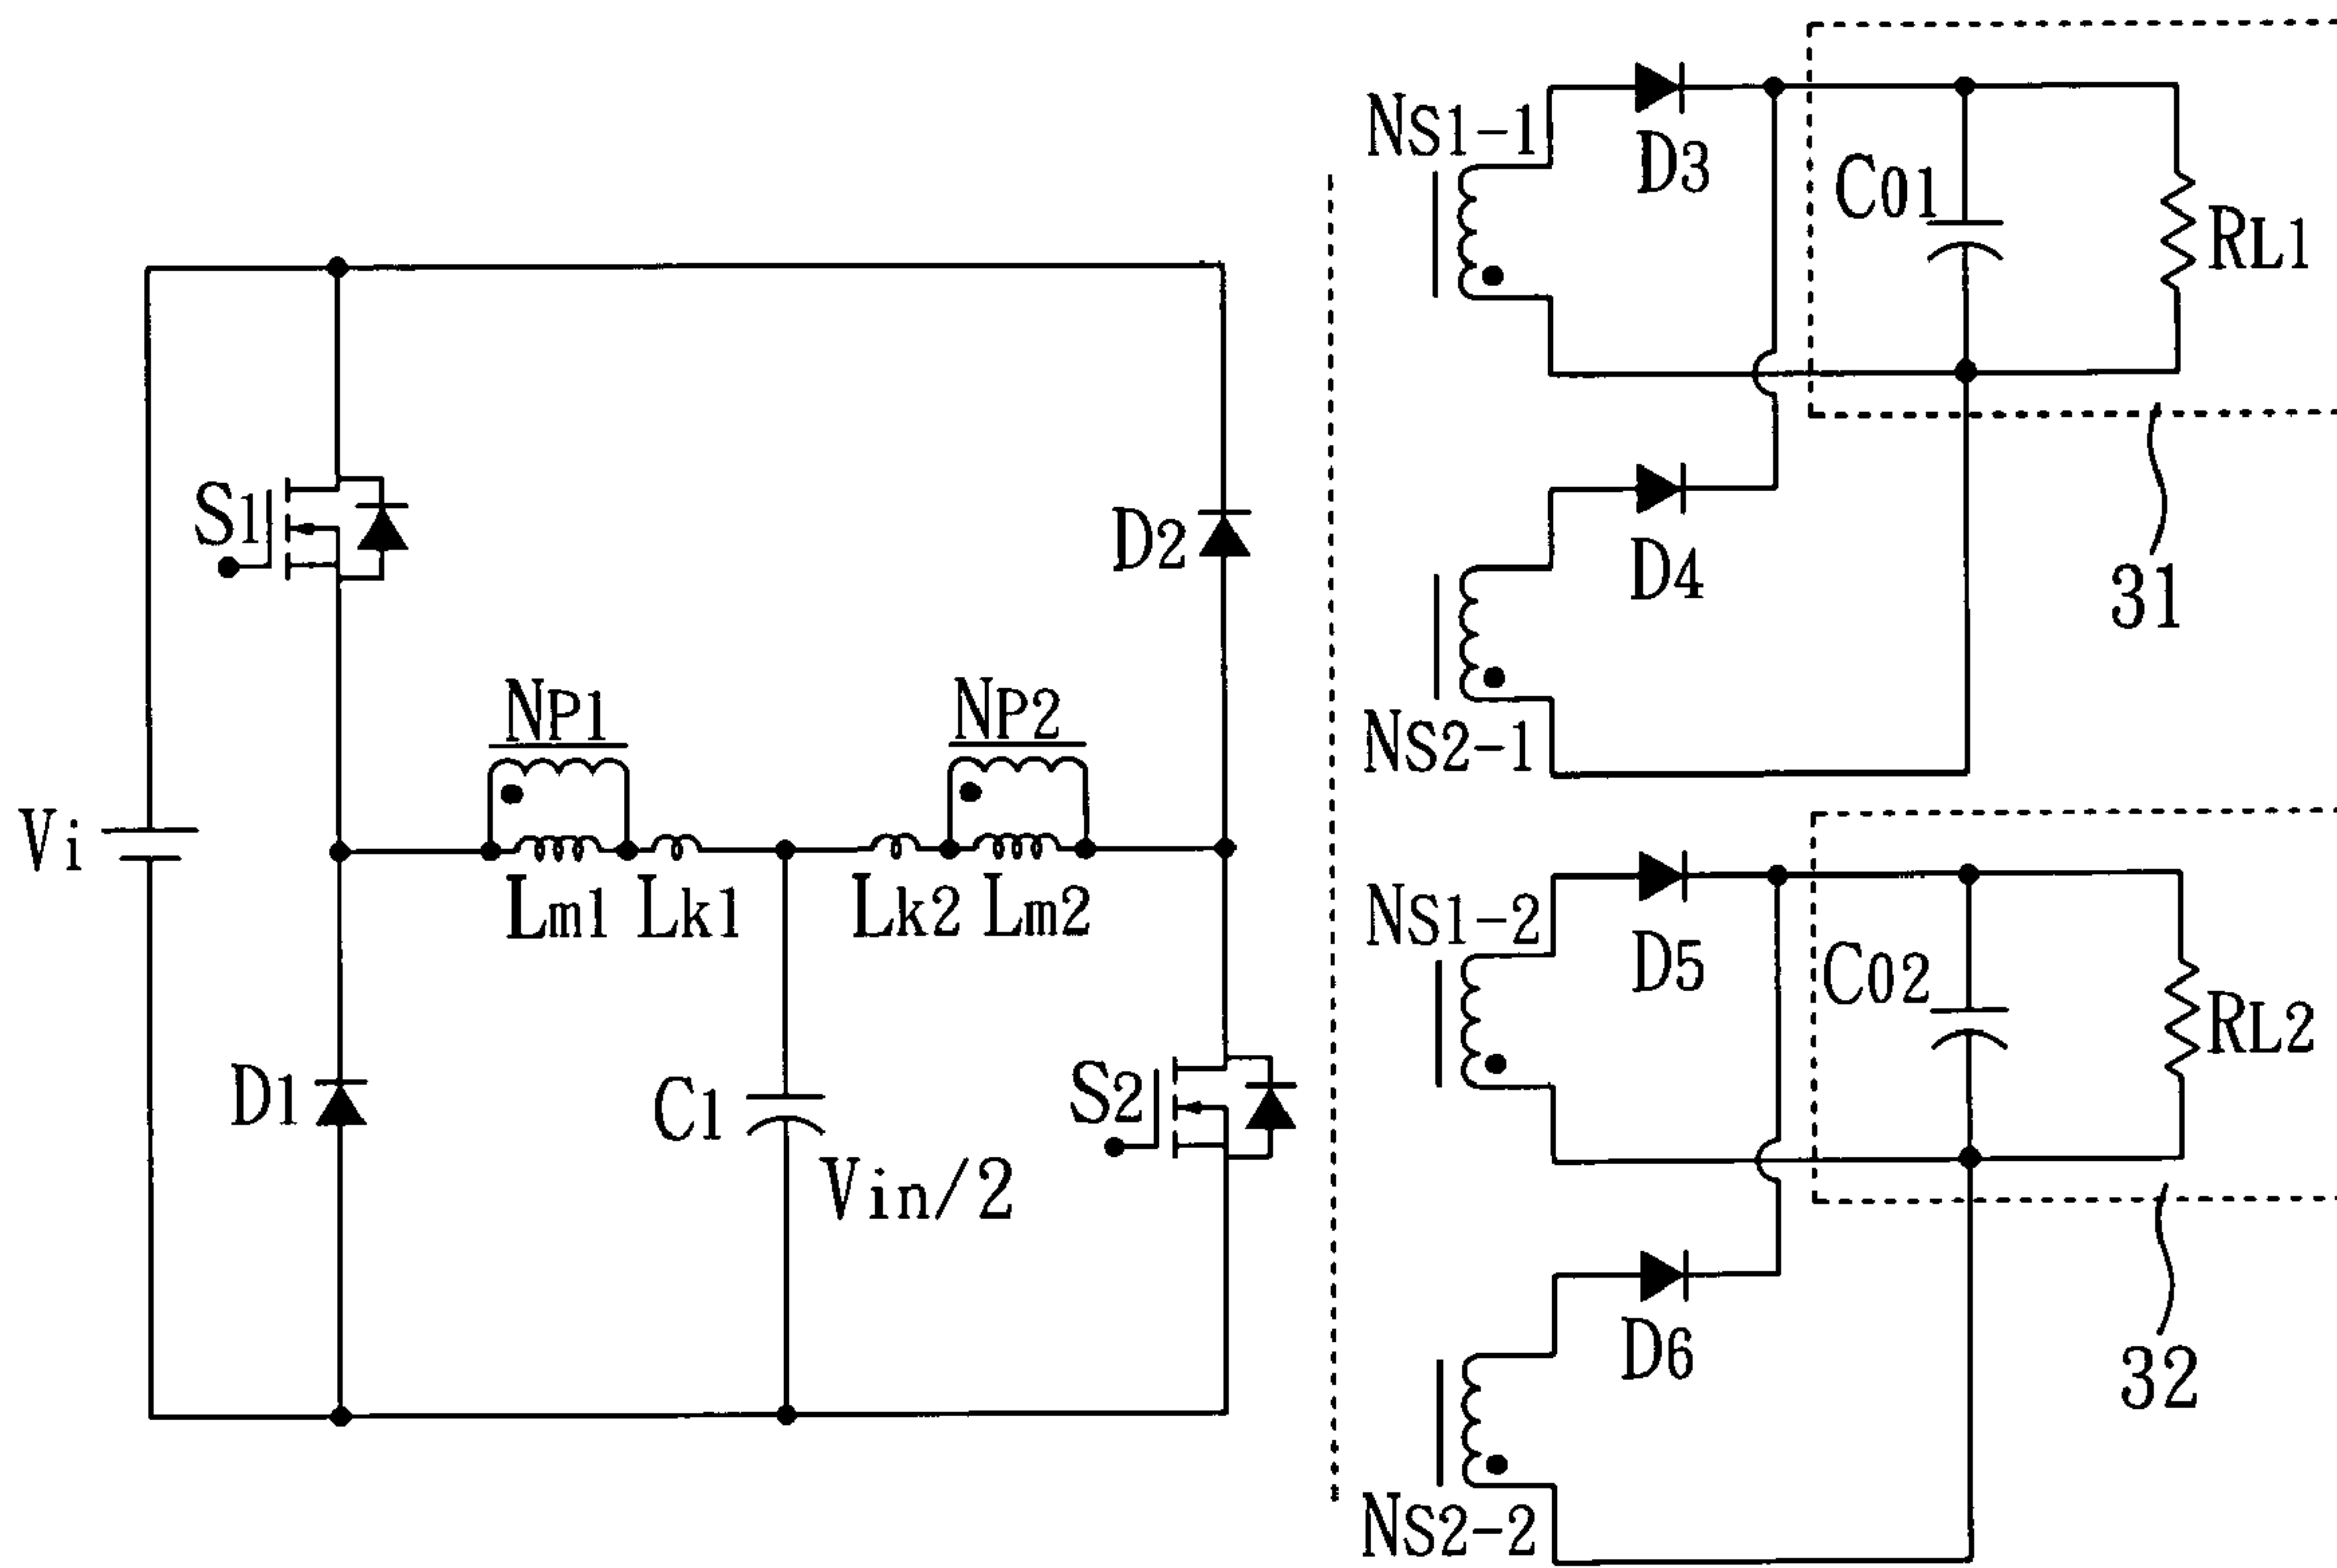 NS1-1
D3
C01
RL1
S1
D2
D4
31
NP1
NP2
NS2-1
Vi
Lm1
Lk1
Lk2
Lm2
NS1-2
D5
C02
RL2
D1
C1
S2
Vin/2
D6
32
NS2-2